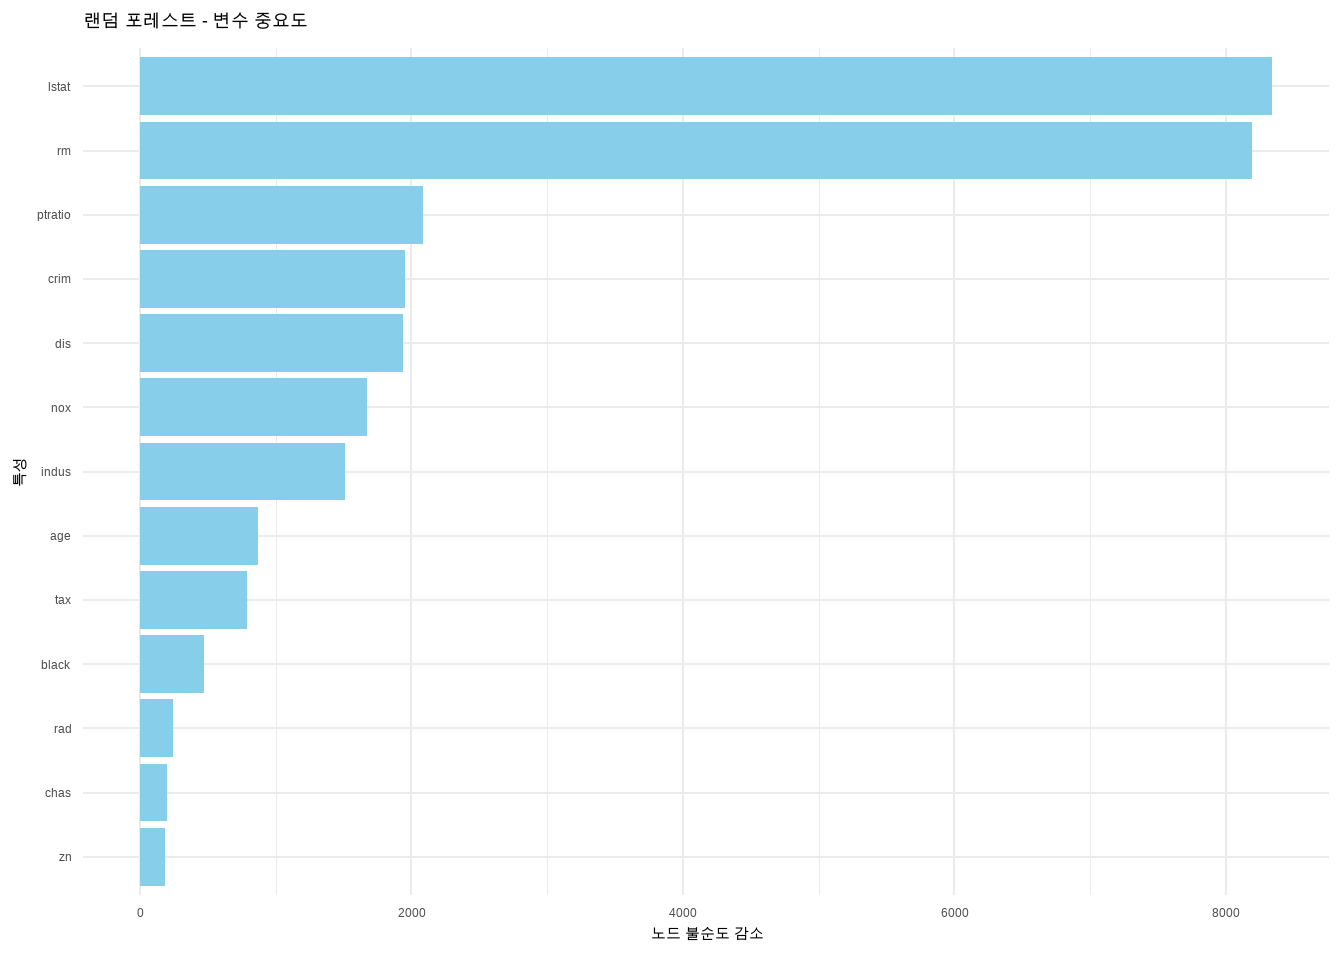 랜덤 포레스트 - 변수 중요도
lstat
rm
ptratio
crim
dis
nox
indus
age
tax
black
rad
chas
zn
특성
0 2000 4000 6000 8000
노드 불순도 감소